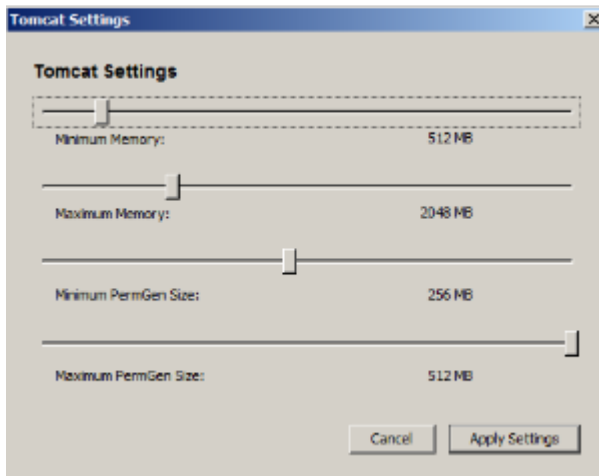 Tomcat Settings
Tomcat Settings
Minimum Memory: 512 MB
Maximum Memory: 2048 MB
Minimum PermGen Size: 256 MB
Maximum PermGen Size: 512 MB
Cancel Apply Settings